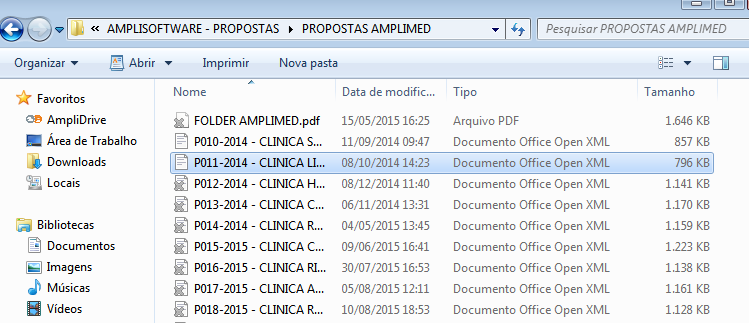 « AMPLISOFTWARE - PROPOSTAS PROPOSTAS AMPLIMED Pesquisar PROPOSTAS AMPLIMED
Organizar Abrir Imprimir Nova pasta
Nome Data de modific... Tipo Tamanho
Favoritos
AmpliDrive
Área de Trabalho
Downloads
Locais
Bibliotecas
Documentos
Imagens
Músicas
Vídeos
FOLDER AMPLIMED.pdf 15/05/2015 16:25 Arquivo PDF 1.646 KB
P010-2014 - CLINICA S... 11/09/2014 09:47 Documento Office Open XML 857 KB
P011-2014 - CLINICA LI... 08/10/2014 14:23 Documento Office Open XML 796 KB
P012-2014 - CLINICA H... 08/12/2014 11:40 Documento Office Open XML 1.141 KB
P013-2014 - CLINICA C... 06/11/2014 13:31 Documento Office Open XML 1.170 KB
P014-2014 - CLINICA R... 04/05/2015 13:45 Documento Office Open XML 1.159 KB
P015-2015 - CLINICA C... 09/06/2015 16:41 Documento Office Open XML 1.223 KB
P016-2015 - CLINICA RI... 30/07/2015 16:53 Documento Office Open XML 1.138 KB
P017-2015 - CLINICA A... 05/08/2015 12:11 Documento Office Open XML 1.161 KB
P018-2015 - CLINICA R... 10/08/2015 18:53 Documento Office Open XML 1.128 KB